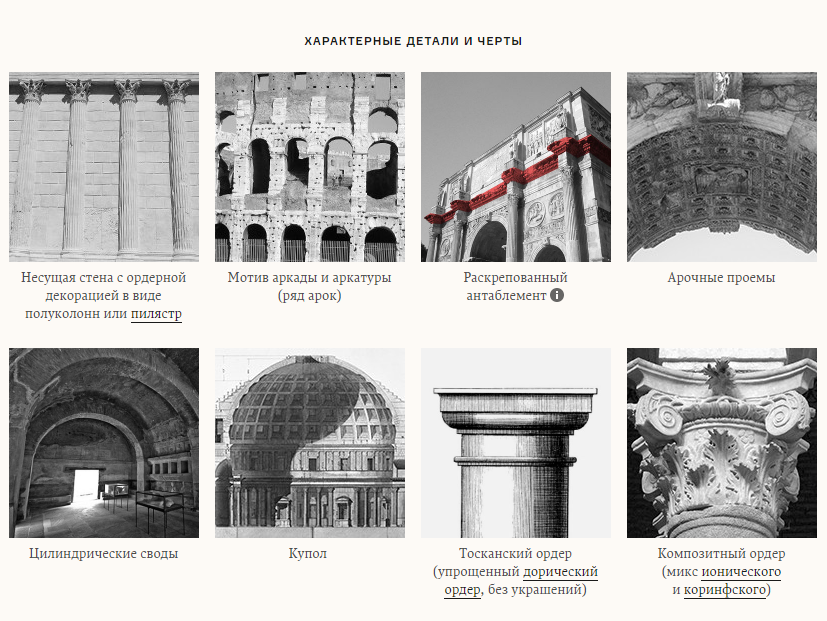 ХАРАКТЕРНЫЕ ДЕТАЛИ И ЧЕРТЫ
Несущая стена с ордерной
декорацией в виде
полуколонн или пилястр
Мотив аркады и аркатуры
(ряд арок)
Раскрепованный
антаблемент i
Арочные проемы
Цилиндрические своды
Купол
Тосканский ордер
(упрощенный дорический
ордер, без украшений)
Композитный ордер
(микс ионического
и коринфского)